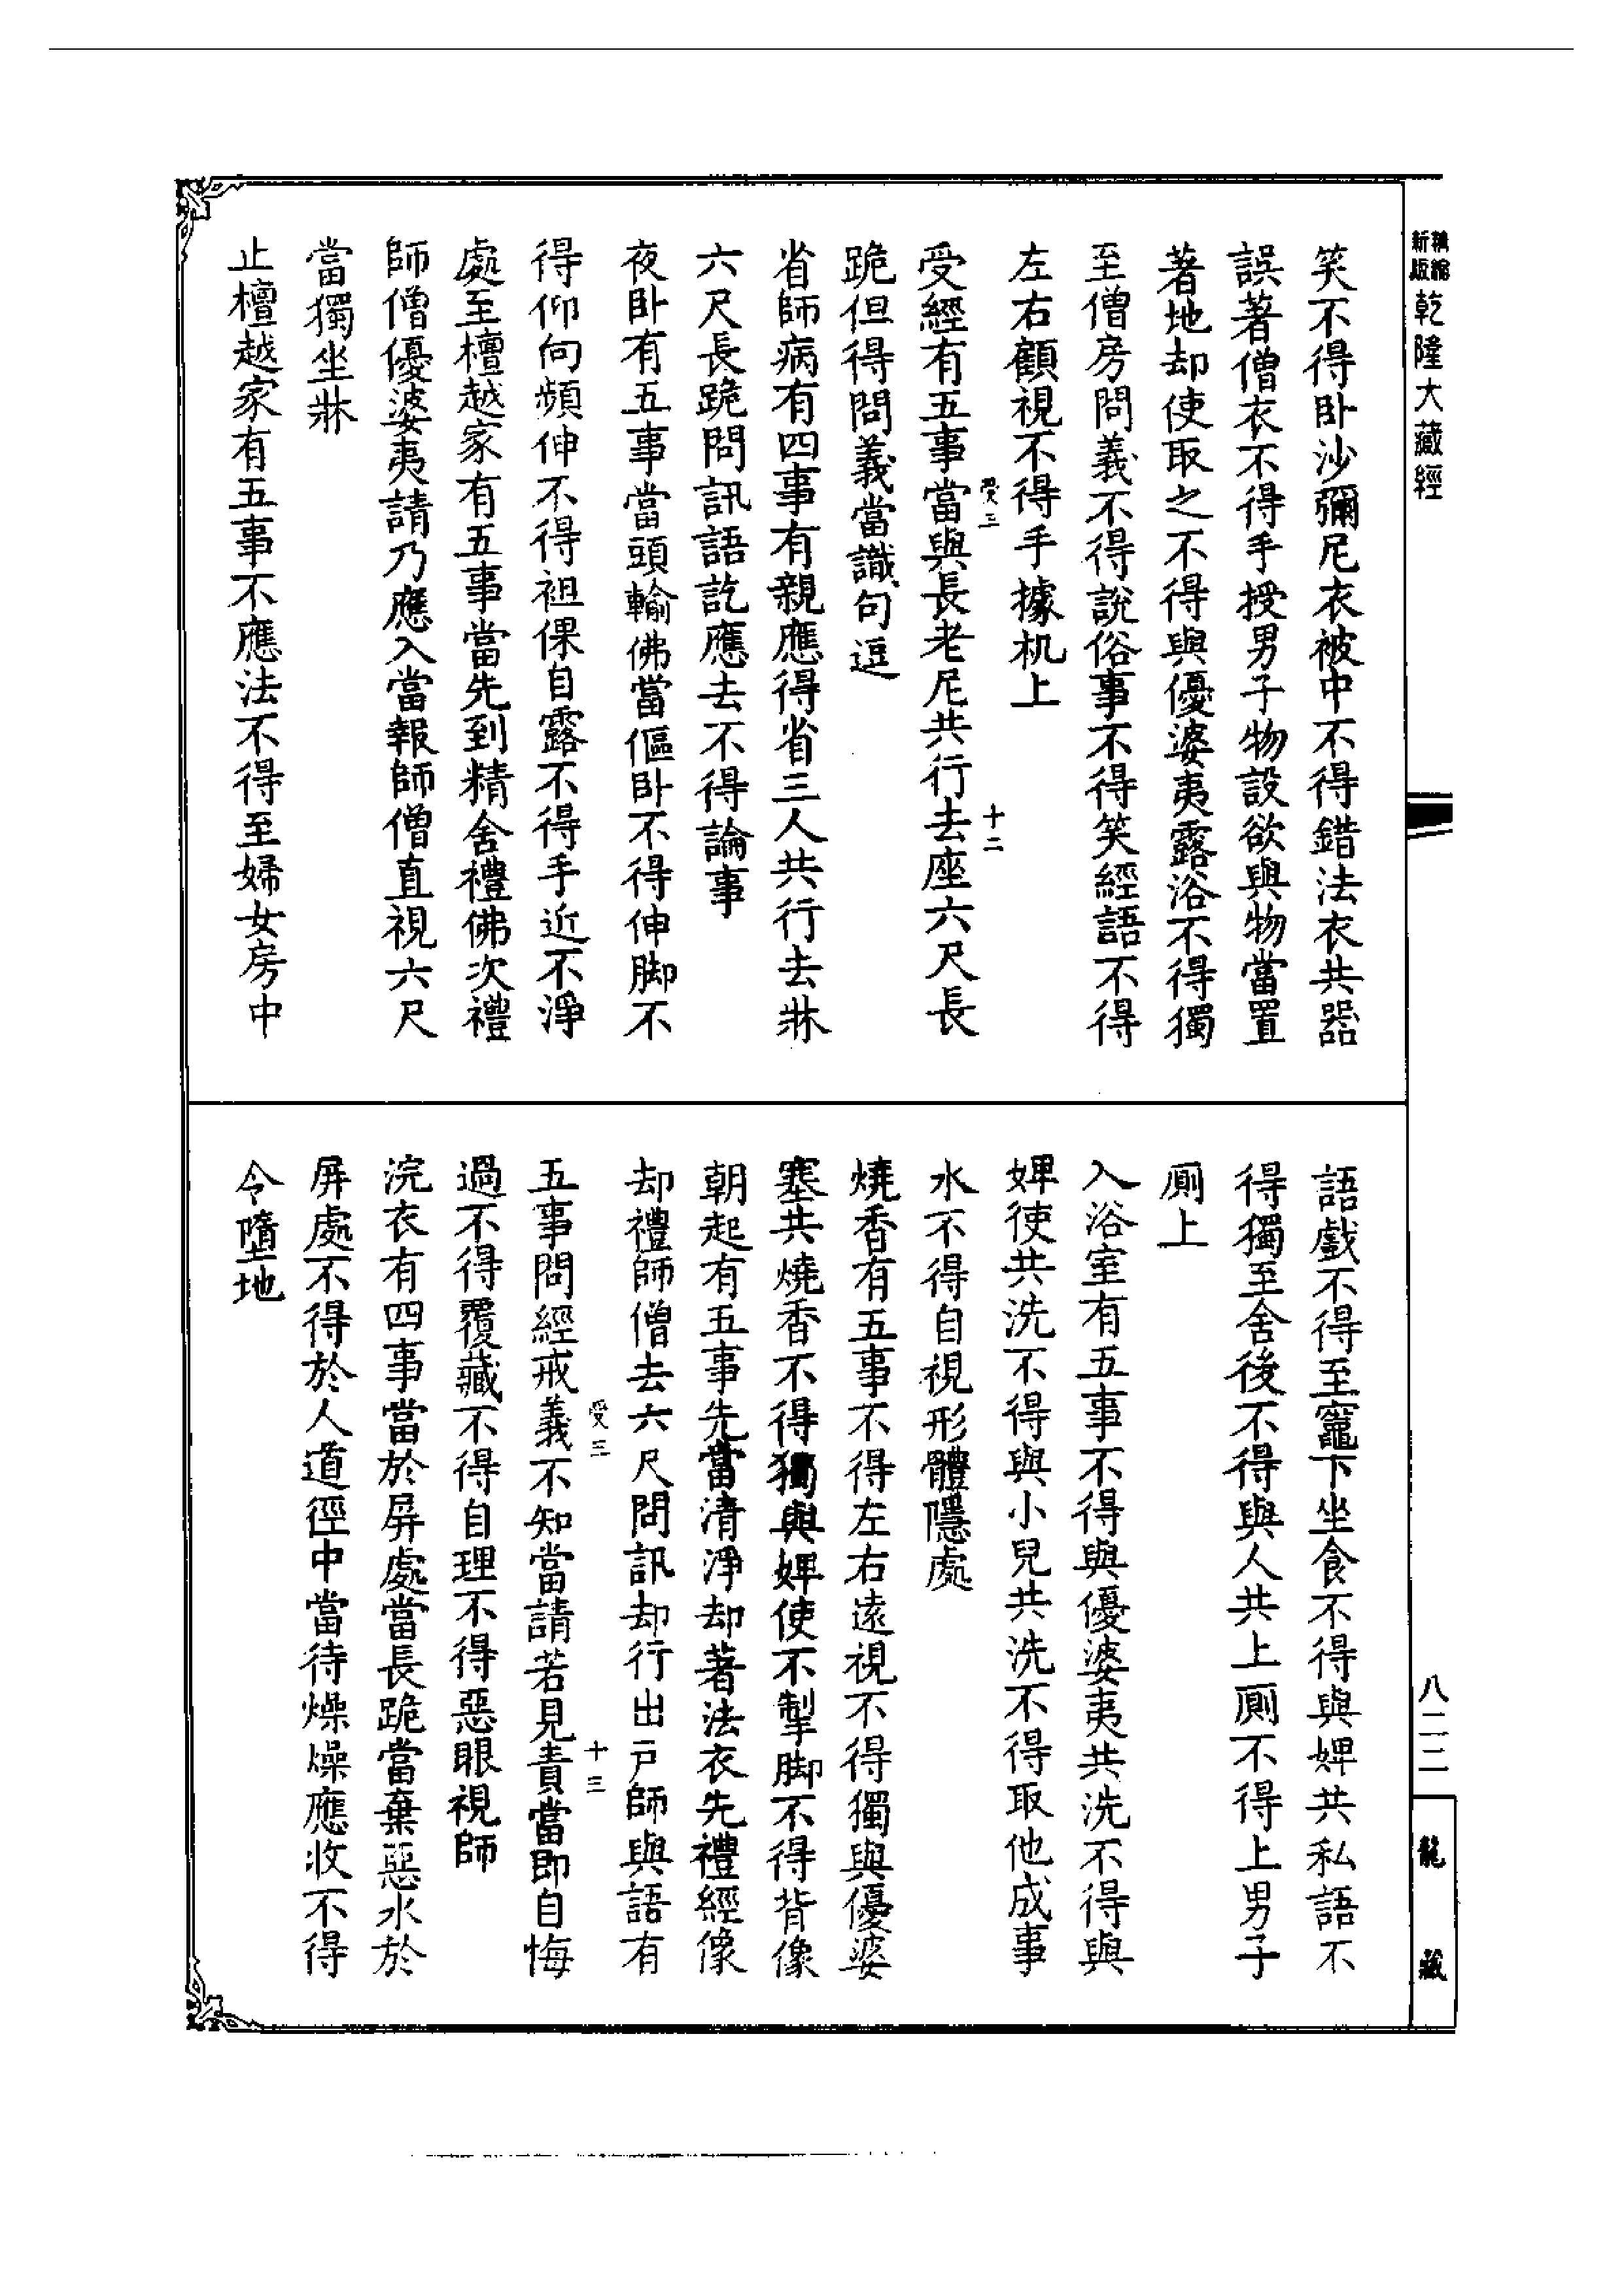 新編縮版乾隆大藏經
笑不得卧沙彌尼衣被中不得錯法衣共器
誤著僧衣不得手授男子物設欲與物當置
著地却使取之不得與優婆夷露浴不得獨
至僧房問義不得說俗事不得笑經語不得
左右顧視不得手據机上
受三 十二
受經有五事當與長老尼共行去座六尺長
跪但得問義當識句逗
省師病有四事有親應得省三人共行去牀
六尺長跪問訊語訖應去不得論事
夜卧有五事當頭輸佛當傴卧不得伸脚不
得仰向頻伸不得袒倮自露不得手近不淨
處至檀越家有五事當先到精舍禮佛次禮
師僧優婆夷請乃應入當報師僧直視六尺
當獨坐牀
止檀越家有五事不應法不得至婦女房中
語戲不得至竈下坐食不得與婢共私語不
得獨至舍後不得與人共上廁不得上男子
廁上
入浴室有五事不得與優婆夷共洗不得與
婢使共洗不得與小兒共洗不得取他成事
水不得自視形體隱處
燒香有五事不得左右遠視不得獨與優婆
塞共燒香不得獨與婢使不掣脚不得背像
朝起有五事先當清淨却著法衣先禮經像
却禮師僧去六尺問訊却行出戶師與語有
受三 十三
五事問經戒義不知當請若見責當即自悔
過不得覆藏不得自理不得惡眼視師
浣衣有四事當於屏處當長跪當棄惡水於
屏處不得於人道徑中當待燥燥應收不得
令墮地
八二二
龍藏